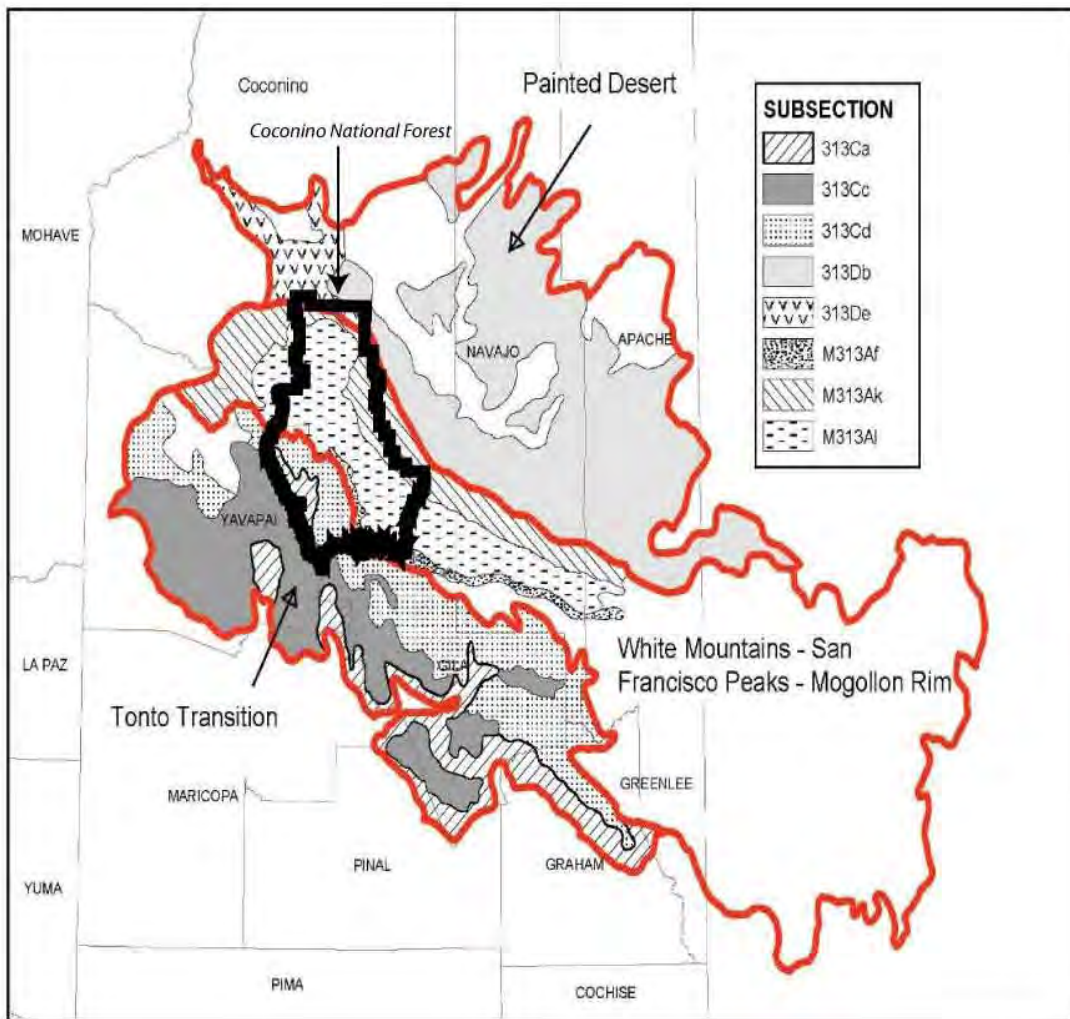 Coconino
Painted Desert
Coconino National Forest
SUBSECTION
313Ca
313Cc
313Cd
313Db
313De
M313Af
M313Ak
M313Al
MOHAVE
NAVAJO
APACHE
YAVAPAI
LA PAZ
GILA
White Mountains - San
Francisco Peaks - Mogollon Rim
Tonto Transition
MARICOPA
GREENLEE
PINAL
GRAHAM
YUMA
PIMA
COCHISE